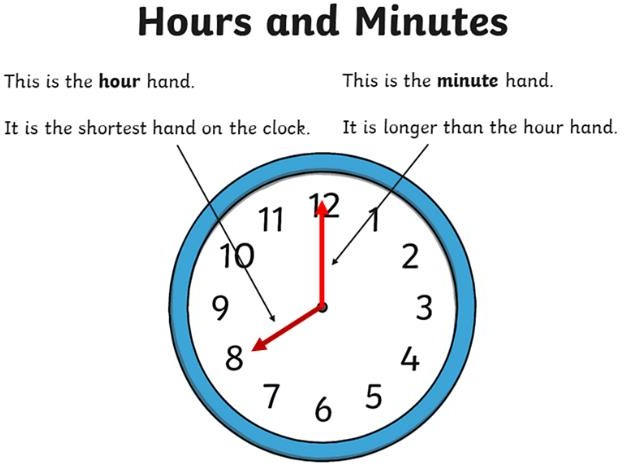 Hours and Minutes
This is the hour hand.
It is the shortest hand on the clock.
This is the minute hand.
It is longer than the hour hand.
12
1
2
3
4
5
6
7
8
9
10
11